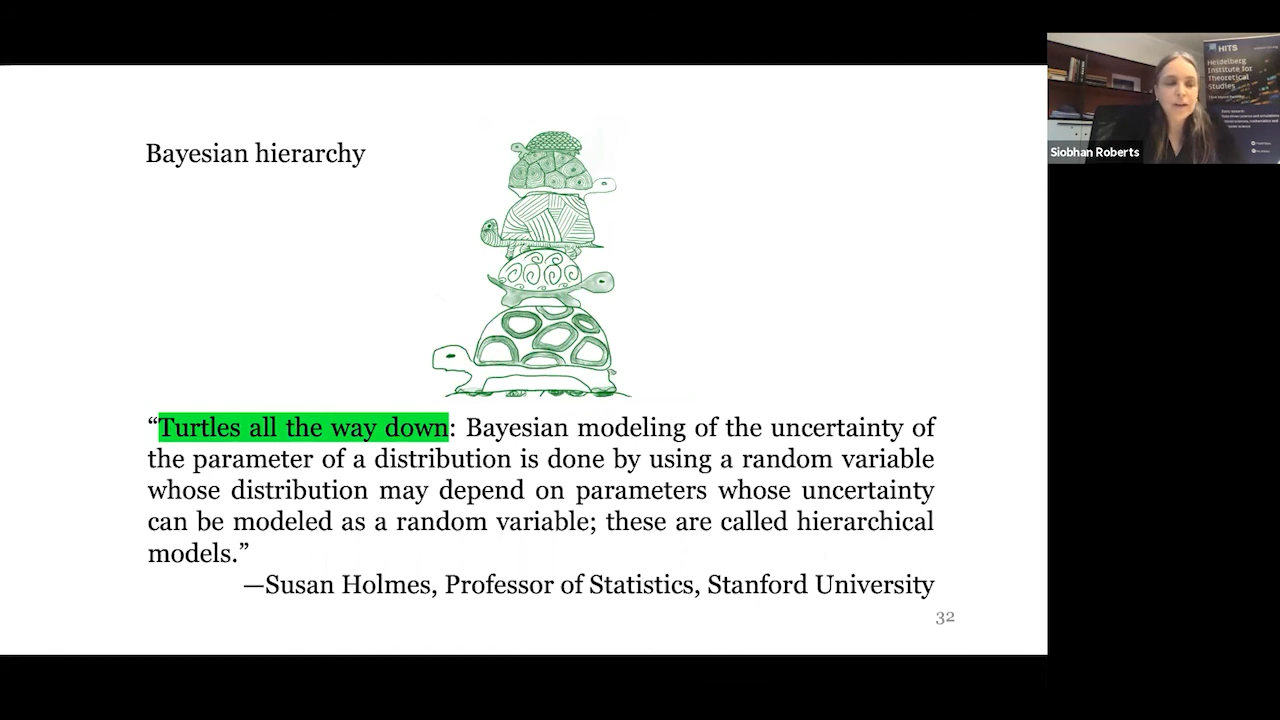 Bayesian hierarchy
“Turtles all the way down: Bayesian modeling of the uncertainty of
the parameter of a distribution is done by using a random variable
whose distribution may depend on parameters whose uncertainty
can be modeled as a random variable; these are called hierarchical
models.”
—Susan Holmes, Professor of Statistics, Stanford University
32
HITS
Heidelberg
Institute for
Theoretical
Studies
Siobhan Roberts